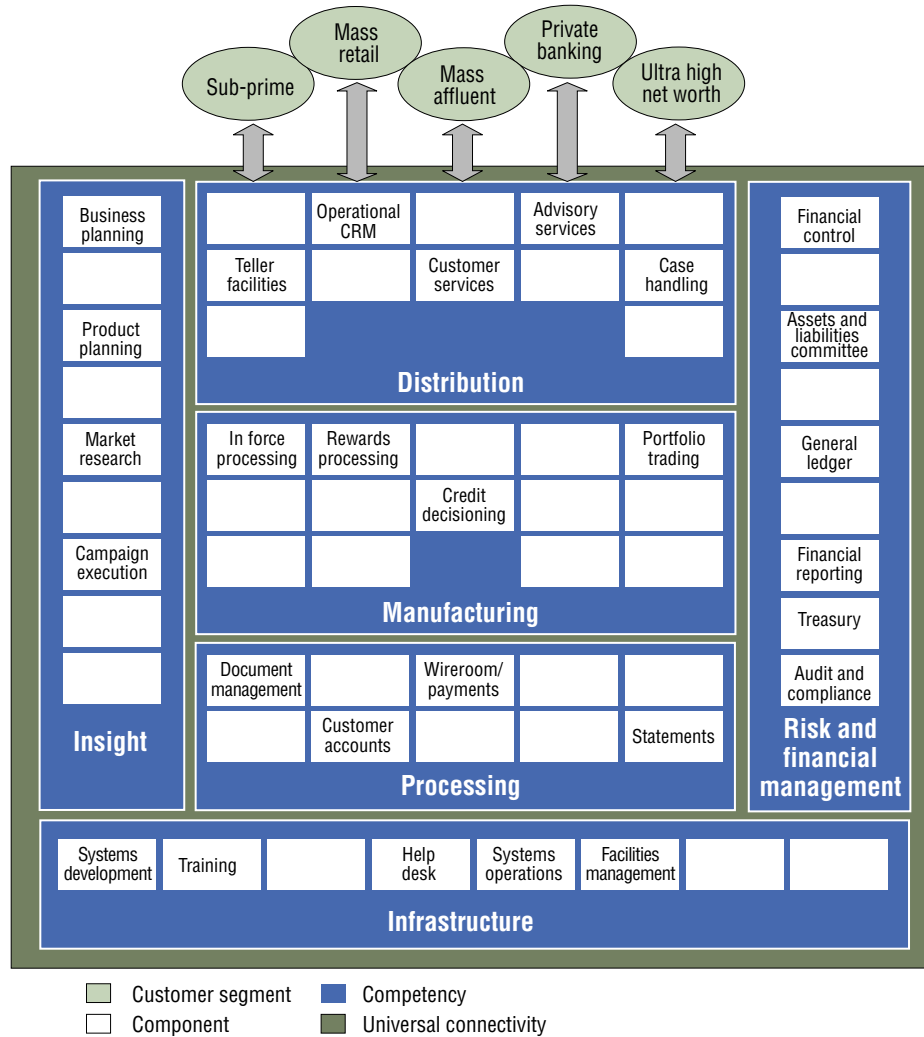 Sub-prime
Mass
retail
Mass
affluent
Private
banking
Ultra high
net worth
Business
planning
Product
planning
Market
research
Campaign
execution
Insight
Operational
CRM
Advisory
services
Teller
facilities
Customer
services
Case
handling
Distribution
In force
processing
Rewards
processing
Portfolio
trading
Credit
decisioning
Manufacturing
Document
management
Wireroom/
payments
Customer
accounts
Statements
Processing
Financial
control
Assets and
liabilities
committee
General
ledger
Financial
reporting
Treasury
Audit and
compliance
Risk and
financial
management
Systems
development
Training
Help
desk
Systems
operations
Facilities
management
Infrastructure
Customer segment
Competency
Component
Universal connectivity